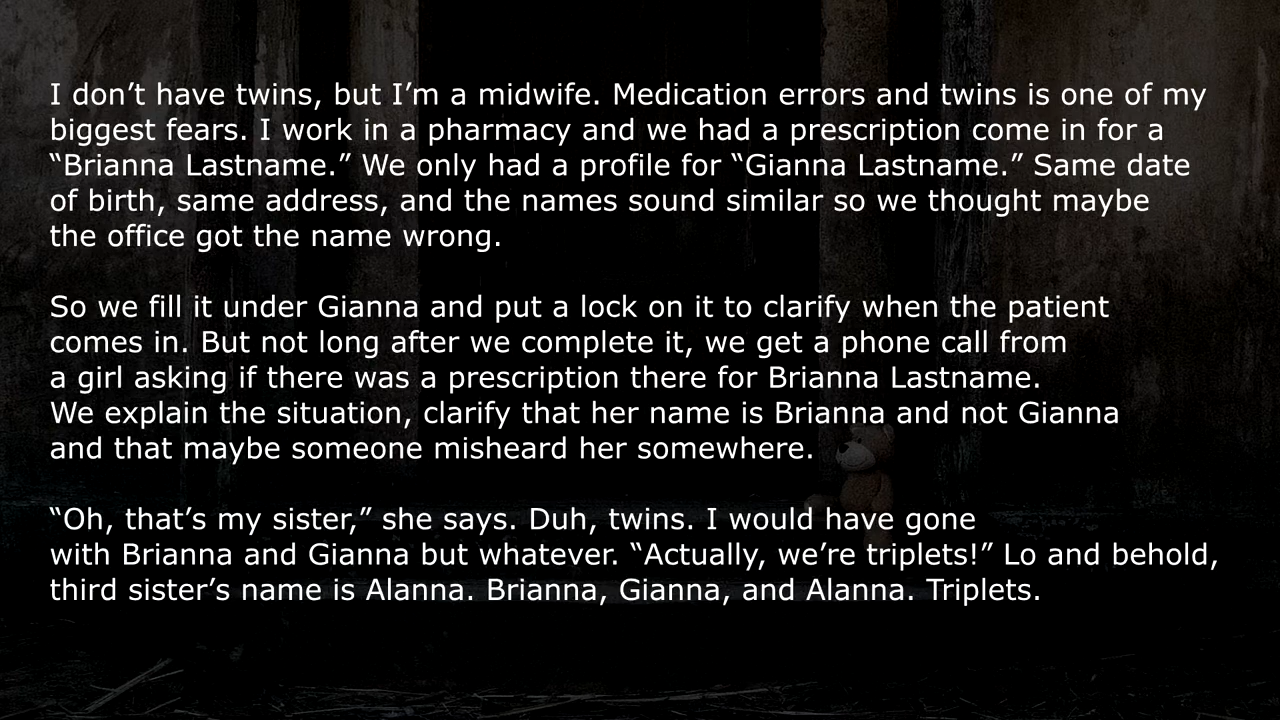 I don’t have twins, but I’m a midwife. Medication errors and twins is one of my
biggest fears. I work in a pharmacy and we had a prescription come in for a
“Brianna Lastname.” We only had a profile for “Gianna Lastname.” Same date
of birth, same address, and the names sound similar so we thought maybe
the office got the name wrong.
So we fill it under Gianna and put a lock on it to clarify when the patient
comes in. But not long after we complete it, we get a phone call from
a girl asking if there was a prescription there for Brianna Lastname.
We explain the situation, clarify that her name is Brianna and not Gianna
and that maybe someone misheard her somewhere.
“Oh, that’s my sister,” she says. Duh, twins. I would have gone
with Brianna and Gianna but whatever. “Actually, we’re triplets!” Lo and behold,
third sister’s name is Alanna. Brianna, Gianna, and Alanna. Triplets.